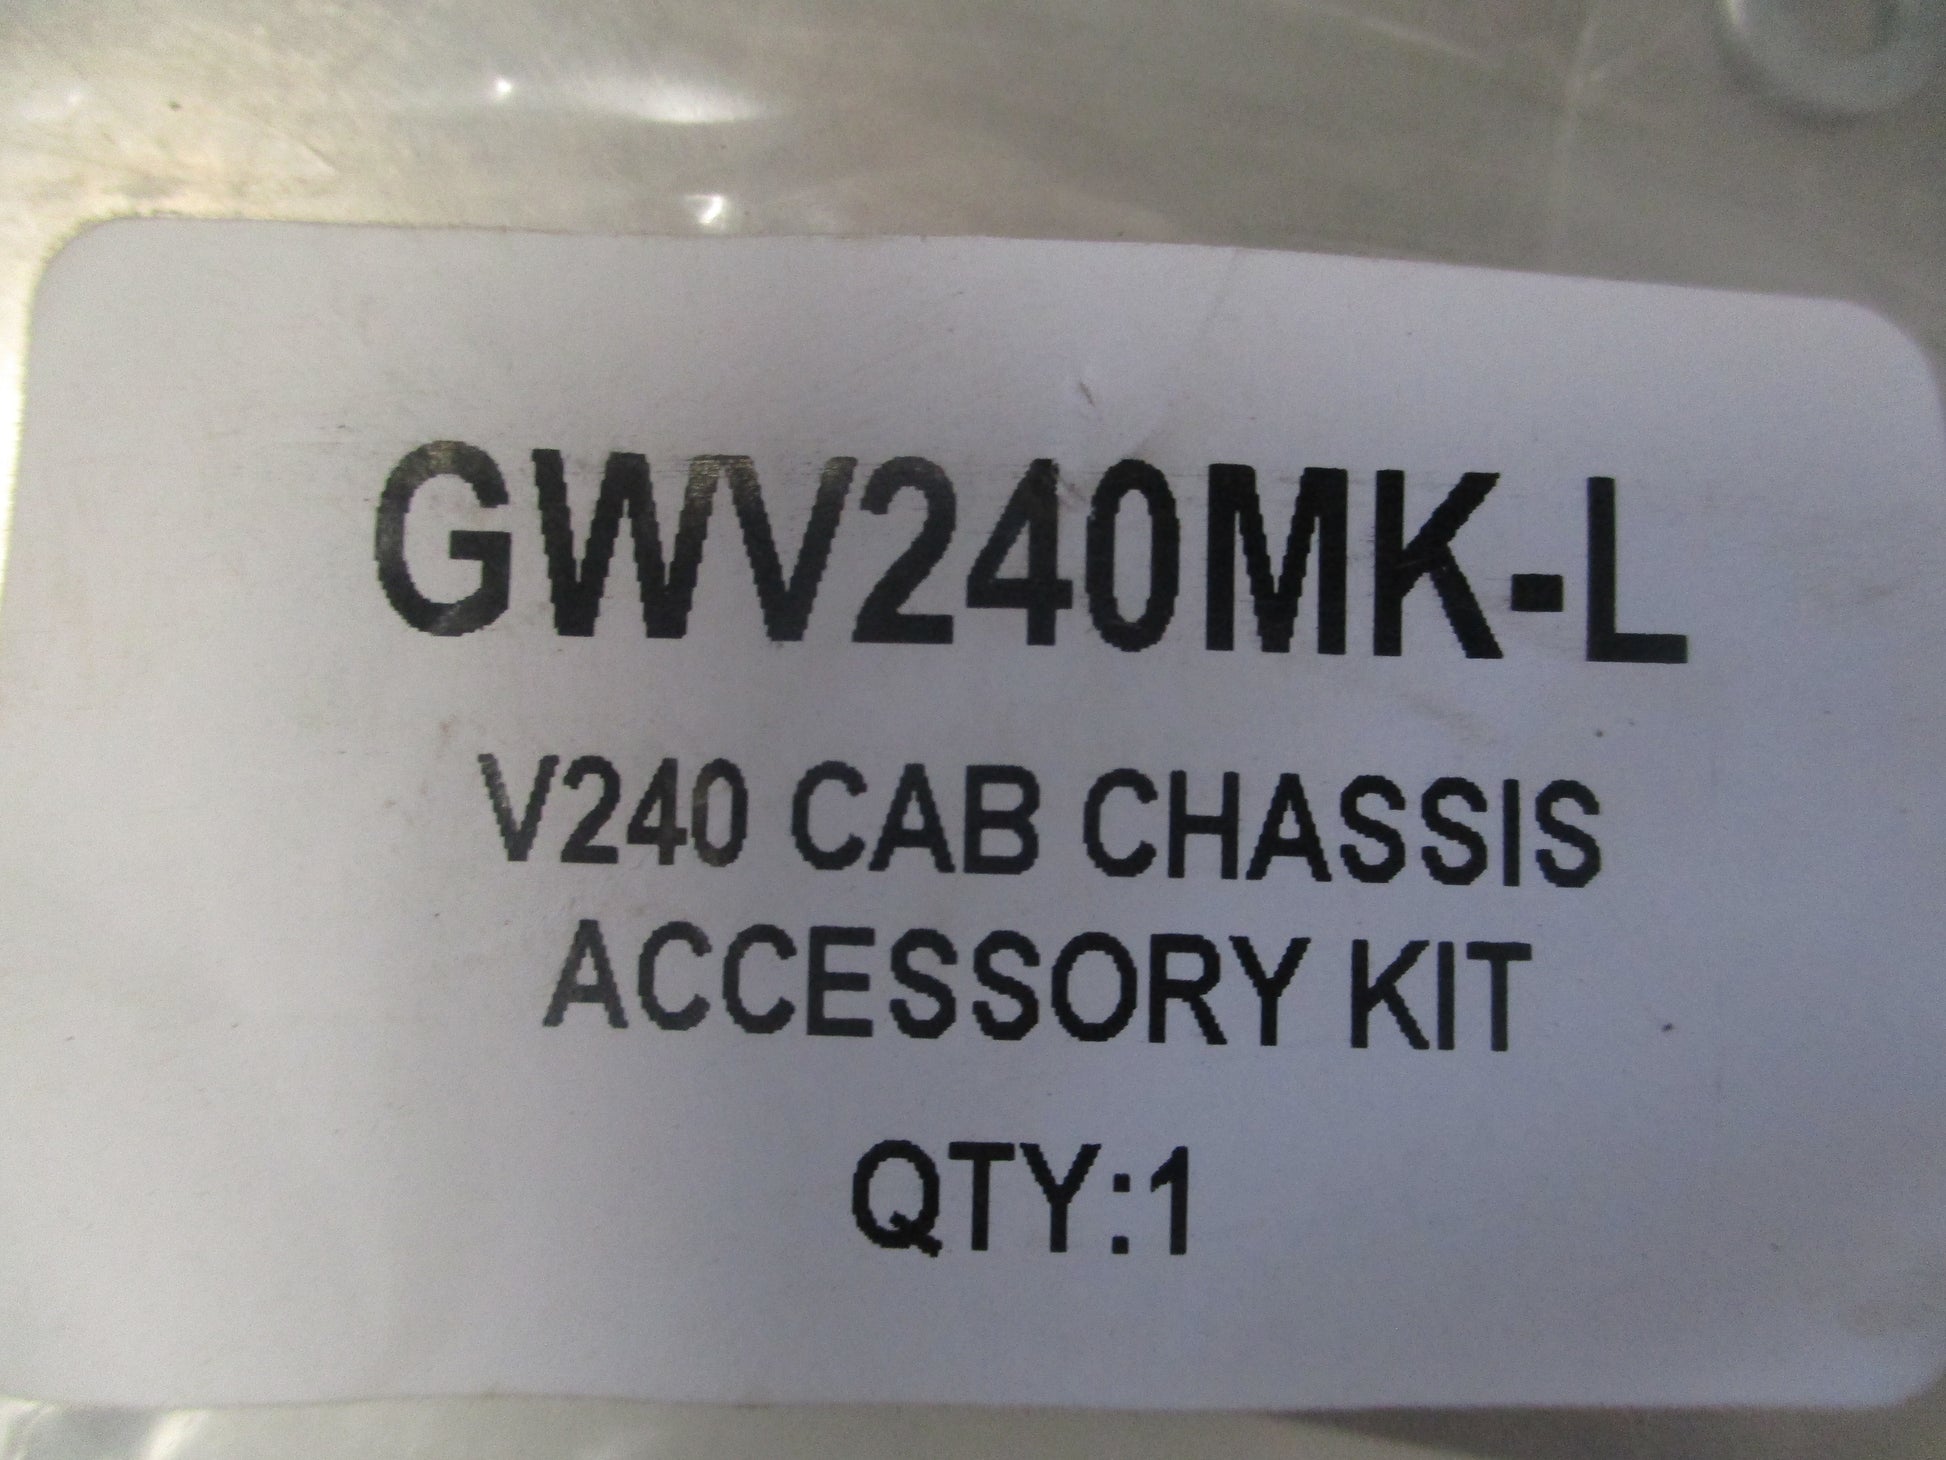 GWV240MK-L
V240 CAB CHASSIS
ACCESSORY KIT
QTY:1